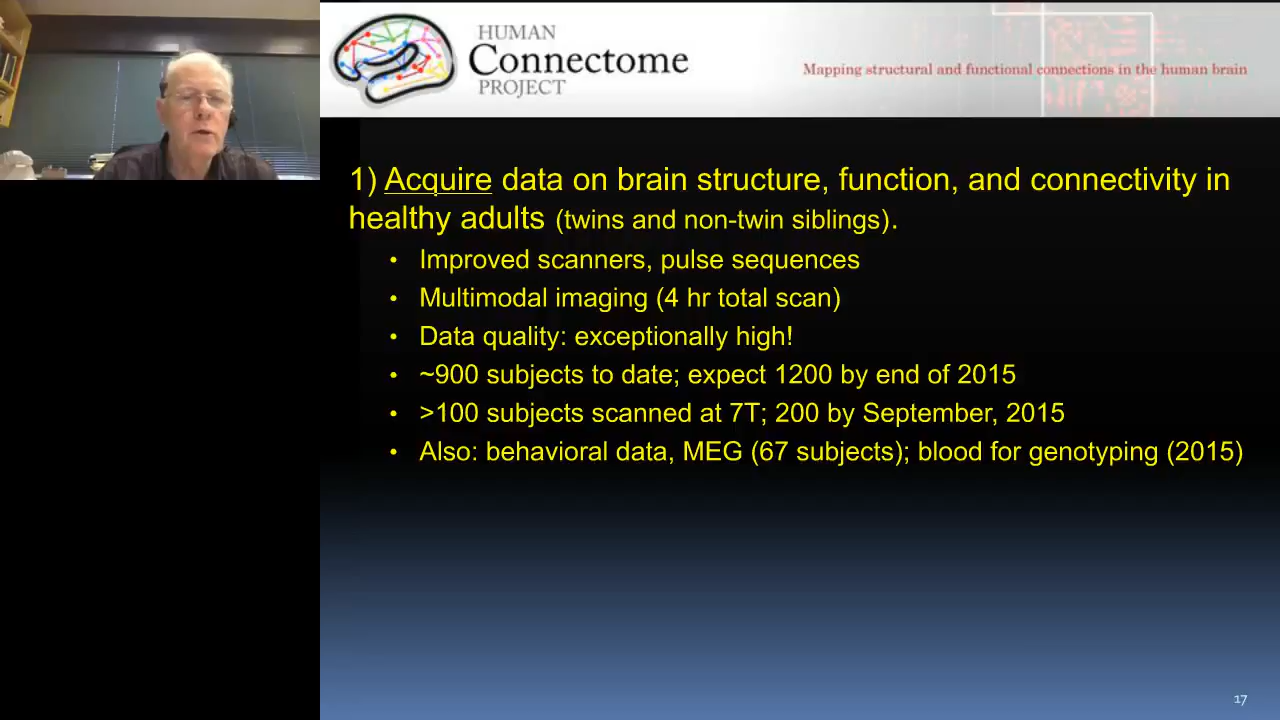 HUMAN
Connectome
PROJECT
Mapping structural and functional connections in the human brain
1) Acquire data on brain structure, function, and connectivity in
healthy adults (twins and non-twin siblings).
• Improved scanners, pulse sequences
• Multimodal imaging (4 hr total scan)
• Data quality: exceptionally high!
• ~900 subjects to date; expect 1200 by end of 2015
• >100 subjects scanned at 7T; 200 by September, 2015
• Also: behavioral data, MEG (67 subjects); blood for genotyping (2015)
17